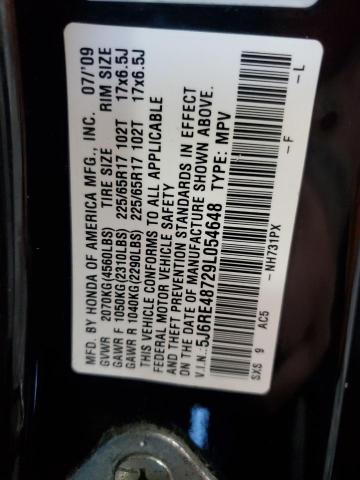 MFD. BY HONDA OF AMERICA MFG., INC. 07/'09
GVWR 2070KG(4560LBS) TIRE SIZE RIM SIZE
GAWR F 1050KG(2310LBS) 225/65R17 102T 17x6.5J
GAWR R 1040KG(2290LBS) 225/65R17 102T 17x6.5J
THIS VEHICLE CONFORMS TO ALL APPLICABLE
FEDERAL MOTOR VEHICLE SAFETY
AND THEFT PREVENTION STANDARDS IN EFFECT
ON THE DATE OF MANUFACTURE SHOWN ABOVE.
V.I.N.:5J6RE48729L054648 TYPE: MPV
SXS 9 AC5 -NH731PX -F -L